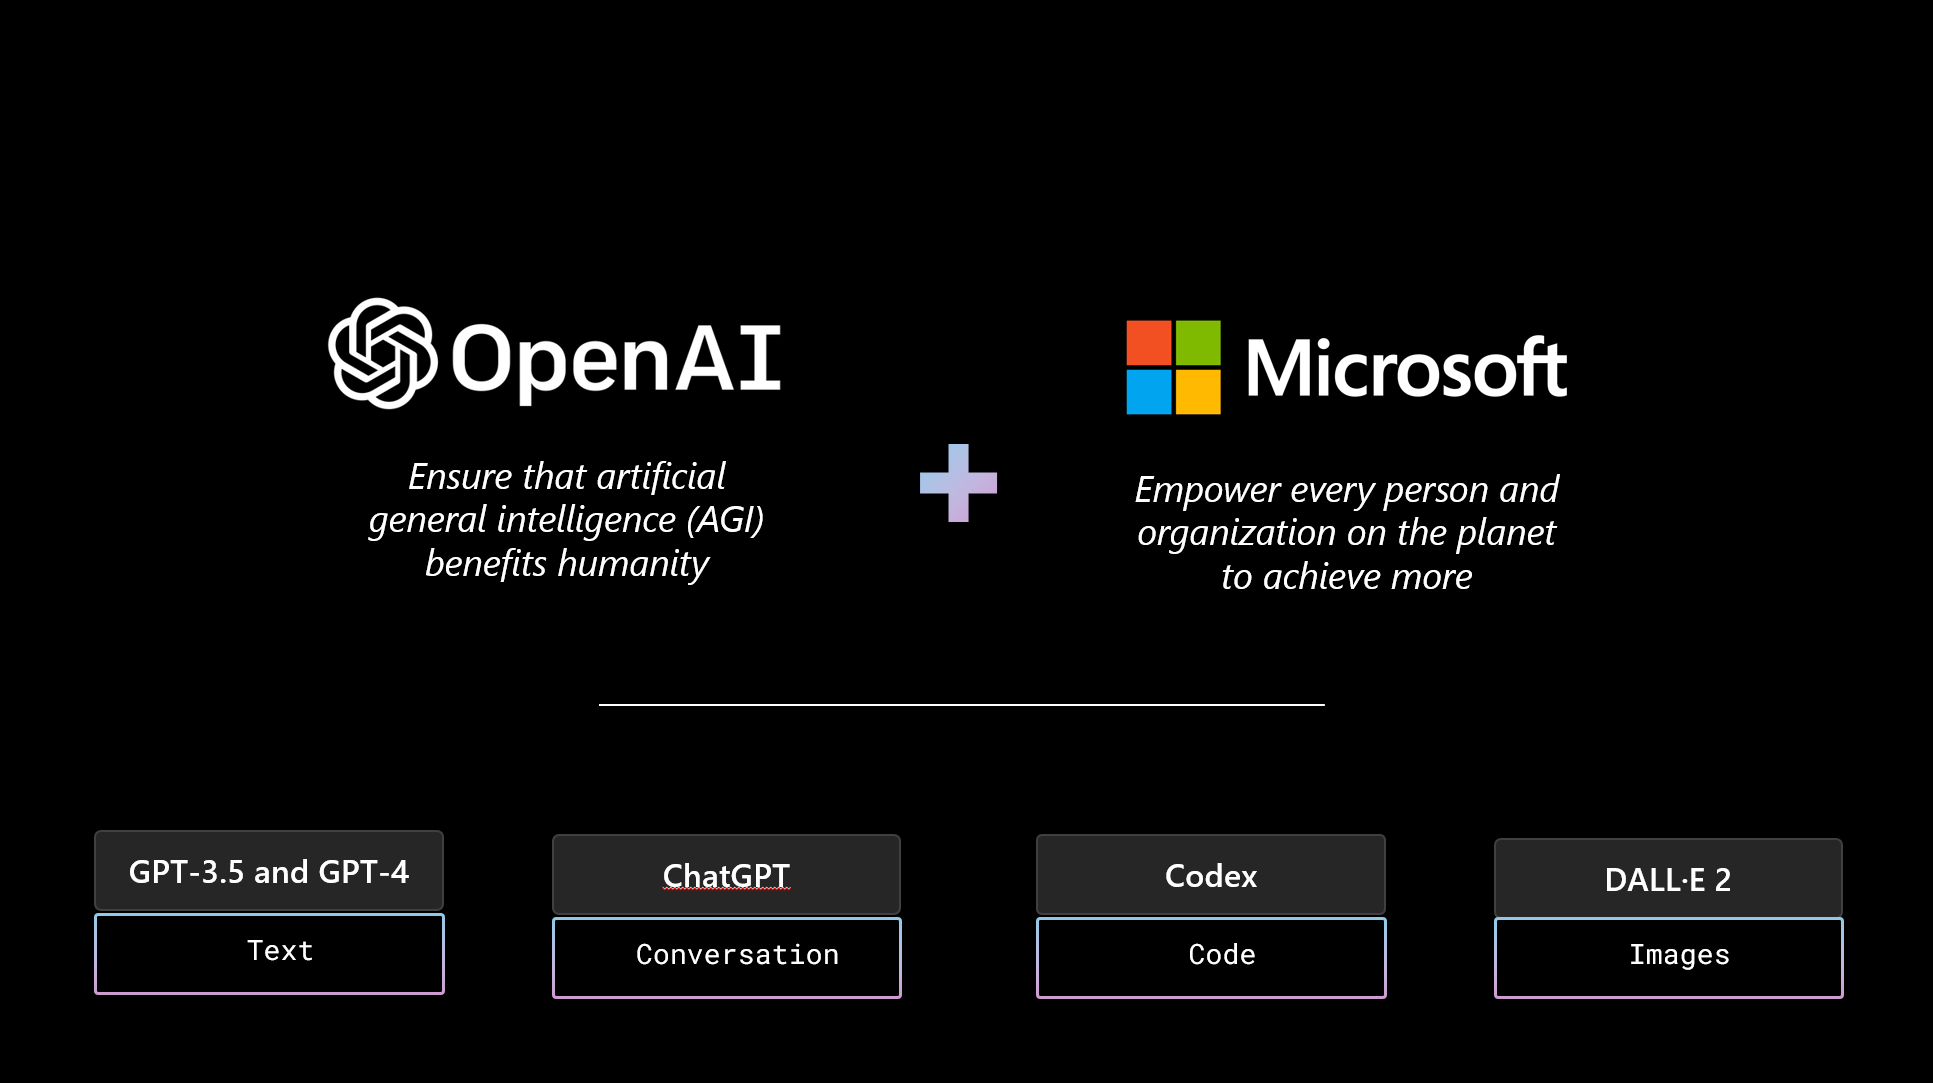 OpenAI
Microsoft
Ensure that artificial
general intelligence (AGI)
benefits humanity
Empower every person and
organization on the planet
to achieve more
GPT-3.5 and GPT-4
Text
ChatGPT
Conversation
Codex
Code
DALL·E 2
Images